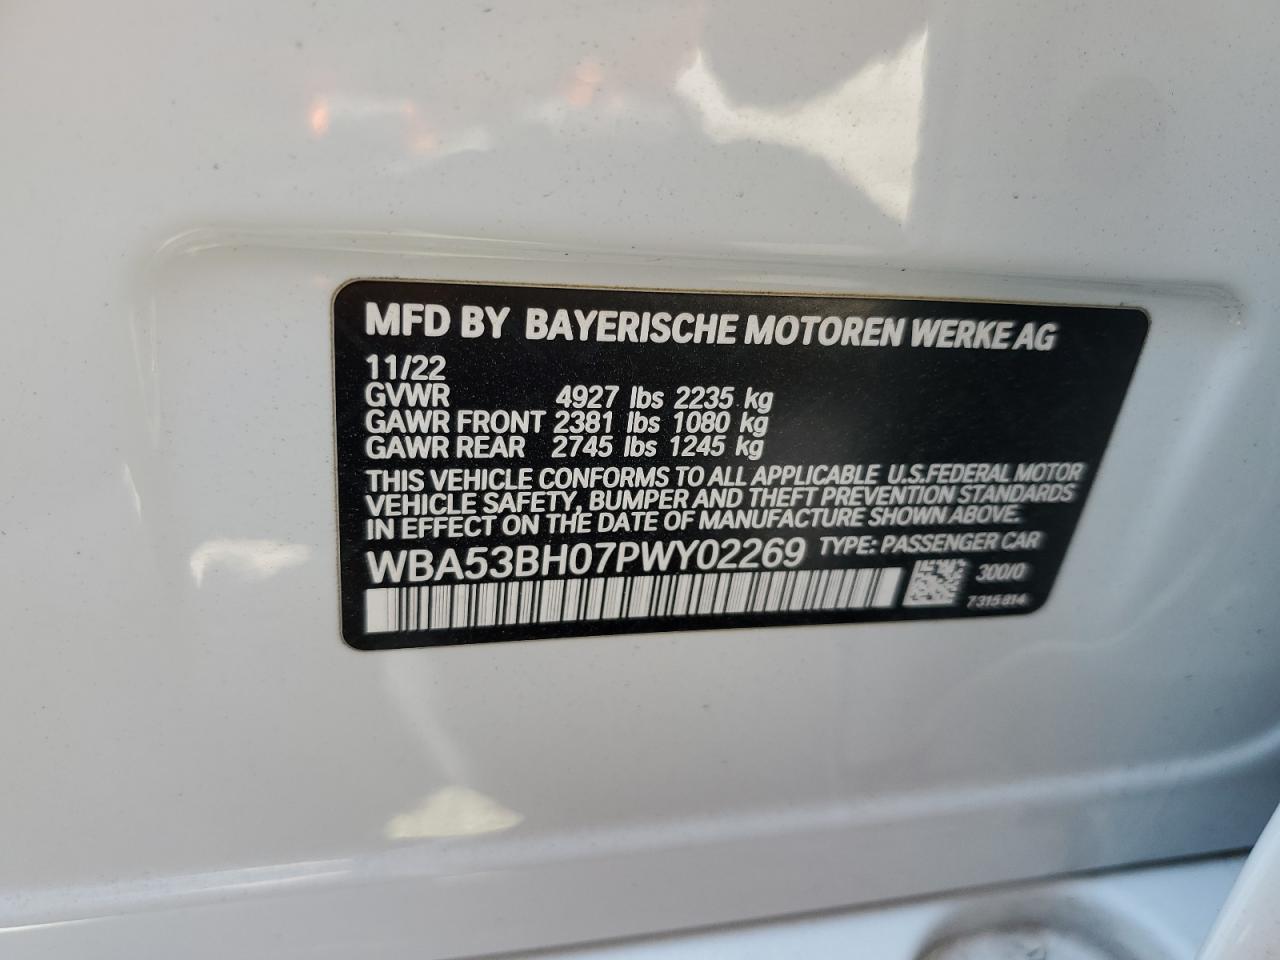 MFD BY BAYERISCHE MOTOREN WERKE AG
11/22
GVWR 4927 lbs 2235 kg
GAWR FRONT 2381 lbs 1080 kg
GAWR REAR 2745 lbs 1245 kg
THIS VEHICLE CONFORMS TO ALL APPLICABLE U.S.FEDERAL MOTOR
VEHICLE SAFETY, BUMPER AND THEFT PREVENTION STANDARDS
IN EFFECT ON THE DATE OF MANUFACTURE SHOWN ABOVE.
WBA53BH07PWY02269 TYPE: PASSENGER CAR
300/0
7315814